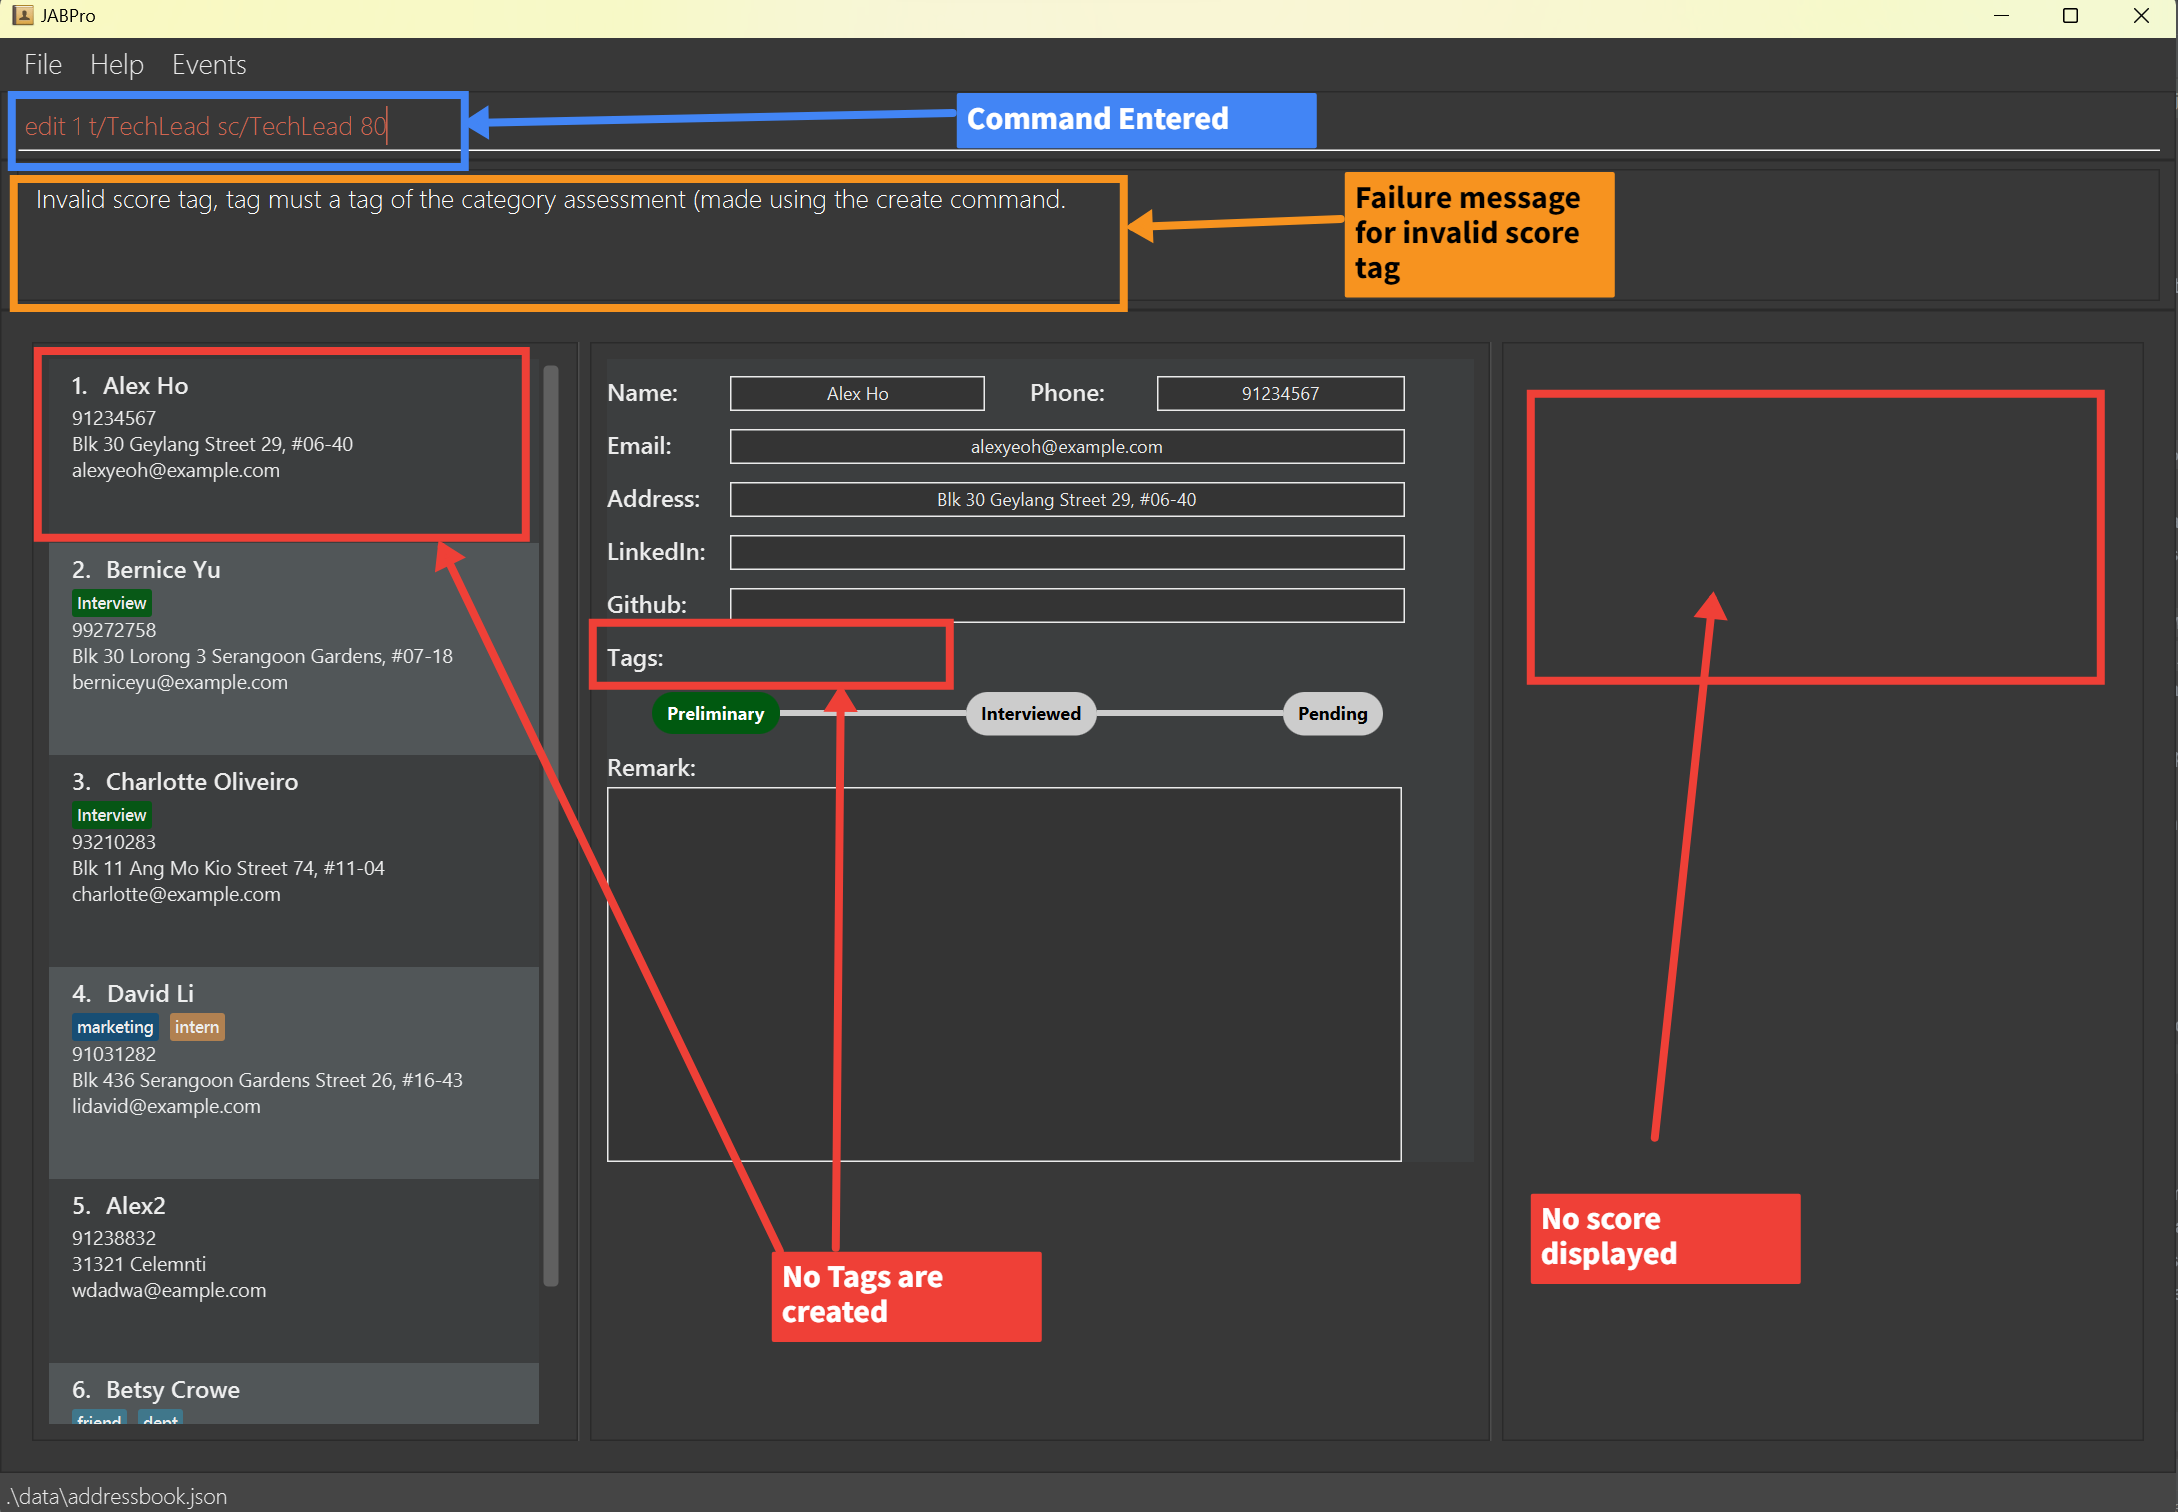 JABPro
File Help Events
edit 1 t/TechLead sc/TechLead 80
Command Entered
Invalid score tag, tag must a tag of the category assessment (made using the create command.
Failure message
for invalid score
tag
1. Alex Ho
91234567
Blk 30 Geylang Street 29, #06-40
alexyeoh@example.com
2. Bernice Yu
Interview
99272758
Blk 30 Lorong 3 Serangoon Gardens, #07-18
berniceyu@example.com
3. Charlotte Oliveiro
Interview
93210283
Blk 11 Ang Mo Kio Street 74, #11-04
charlotte@example.com
4. David Li
marketing intern
91031282
Blk 436 Serangoon Gardens Street 26, #16-43
lidavid@example.com
5. Alex2
91238832
31321 Celemnti
wdadwa@eample.com
6. Betsy Crowe
friend dept
Name: Alex Ho Phone: 91234567
Email: alexyeoh@example.com
Address: Blk 30 Geylang Street 29, #06-40
LinkedIn:
Github:
Tags:
Preliminary Interviewed Pending
Remark:
No Tags are
created
No score
displayed
.\data\addressbook.json